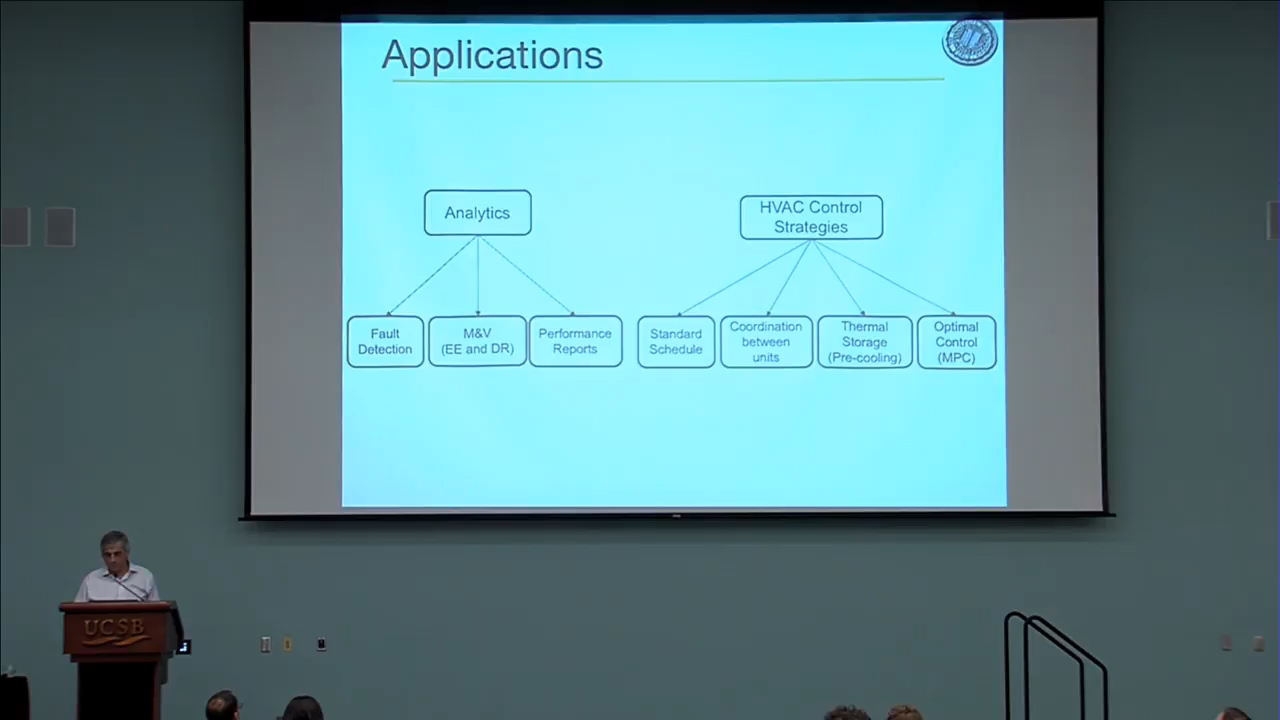 Applications
Analytics
HVAC Control
Strategies
Fault
Detection
M&V
(EE and DR)
Performance
Reports
Standard
Schedule
Coordination
between
units
Thermal
Storage
(Pre-cooling)
Optimal
Control
(MPC)
UCSB